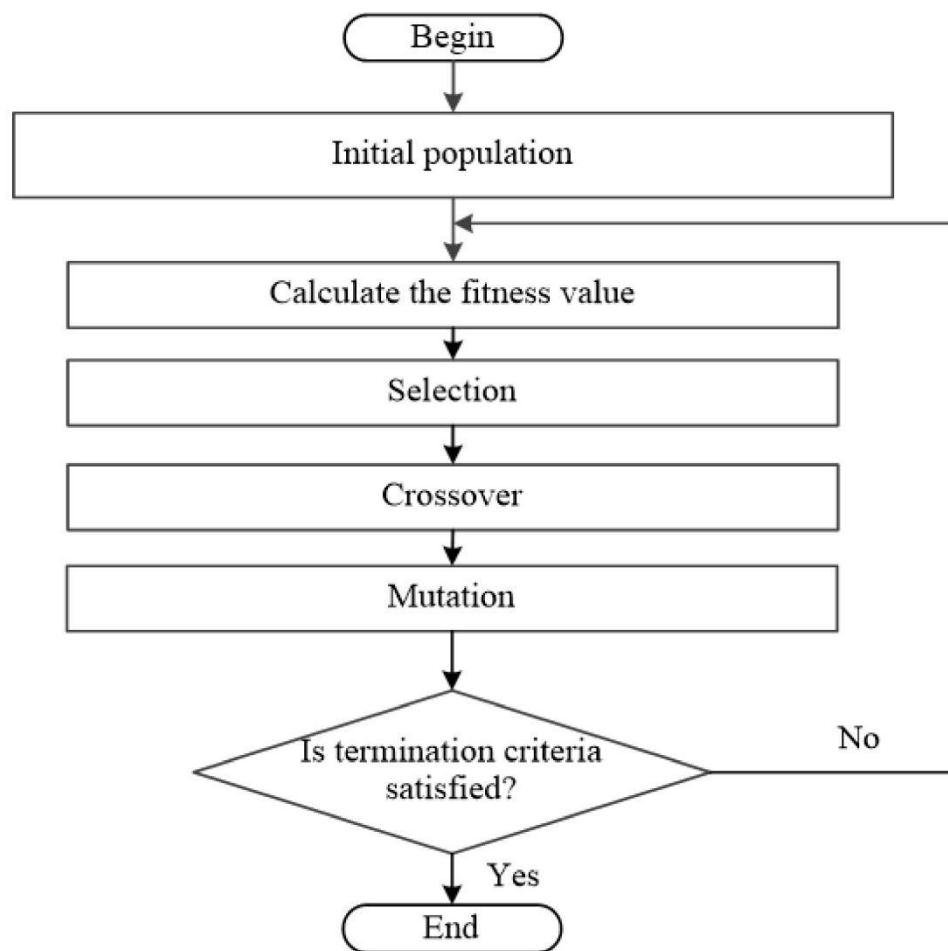 Begin
Initial population
Calculate the fitness value
Selection
Crossover
Mutation
Is termination criteria
satisfied?
No
Yes
End